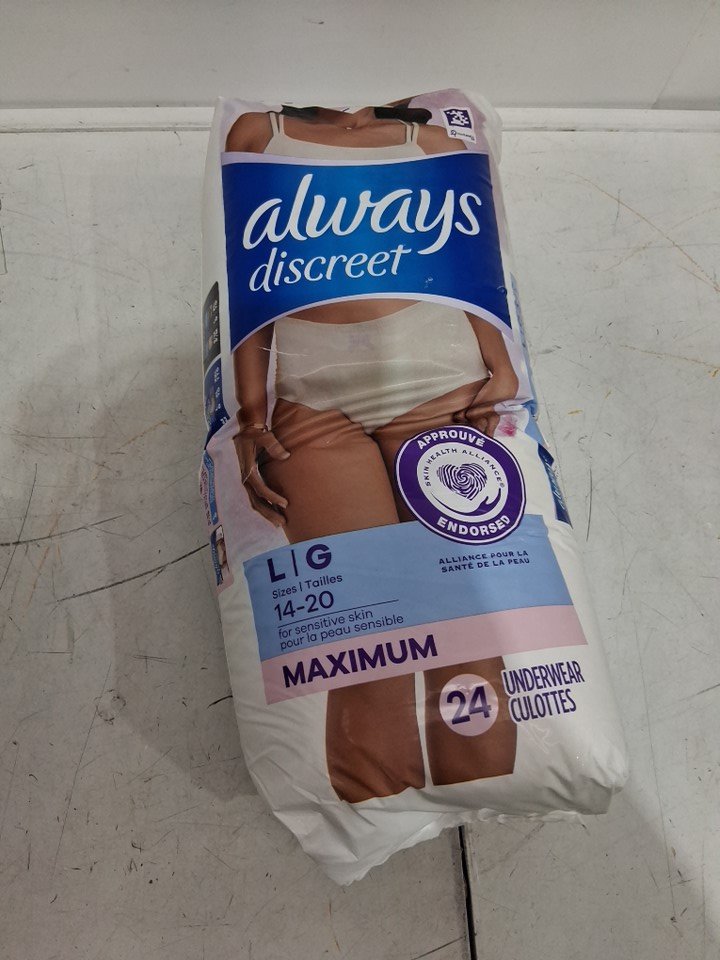 always
discreet
APPROUVÉ
SKIN HEALTH ALLIANCE
ENDORSED
ALLIANCE POUR LA
SANTÉ DE LA PEAU
L | G
Sizes | Tailles
14-20
for sensitive skin
pour la peau sensible
MAXIMUM
24
UNDERWEAR
CULOTTES